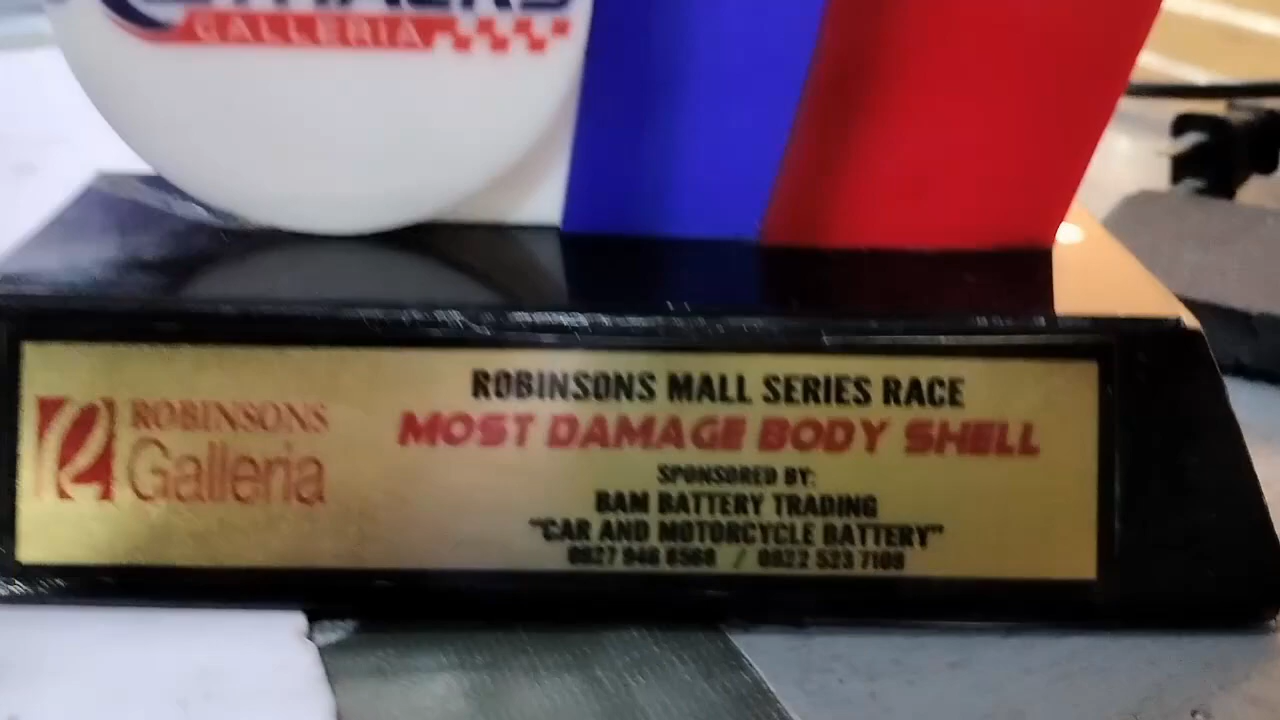 GALLERIA
ROBINSONS
Galleria
ROBINSONS MALL SERIES RACE
MOST DAMAGE BODY SHELL
SPONSORED BY:
BAM BATTERY TRADING
"CAR AND MOTORCYCLE BATTERY"